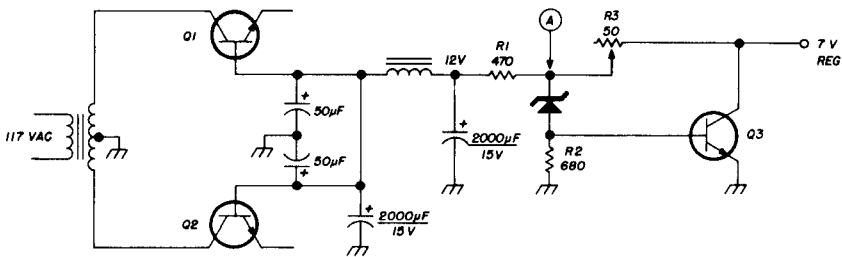 Q1
117 VAC
Q2
+
50µF
50µF
+
+
2000µF
15V
12V
+
2000µF
15V
R1
470
A
R2
680
R3
50
Q3
7 V
REG